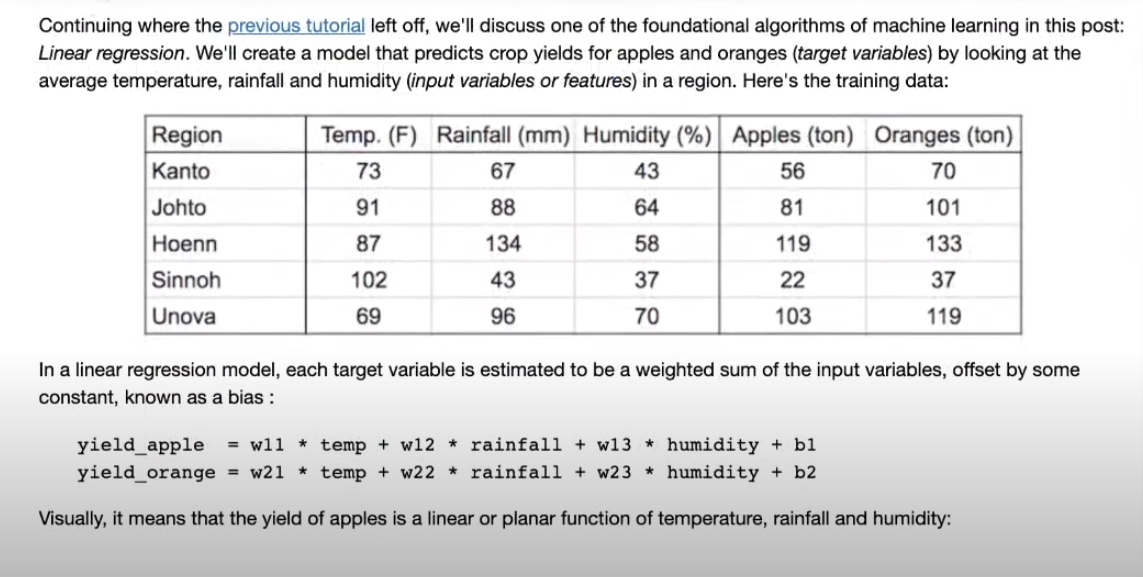 Continuing where the previous tutorial left off, we'll discuss one of the foundational algorithms of machine learning in this post:
Linear regression. We'll create a model that predicts crop yields for apples and oranges (target variables) by looking at the
average temperature, rainfall and humidity (input variables or features) in a region. Here's the training data:
Region Temp. (F) Rainfall (mm) Humidity (%) Apples (ton) Oranges (ton)
Kanto 73 67 43 56 70
Johto 91 88 64 81 101
Hoenn 87 134 58 119 133
Sinnoh 102 43 37 22 37
Unova 69 96 70 103 119
In a linear regression model, each target variable is estimated to be a weighted sum of the input variables, offset by some
constant, known as a bias :
yield_apple = w11 * temp + w12 * rainfall + w13 * humidity + b1
yield_orange = w21 * temp + w22 * rainfall + w23 * humidity + b2
Visually, it means that the yield of apples is a linear or planar function of temperature, rainfall and humidity: